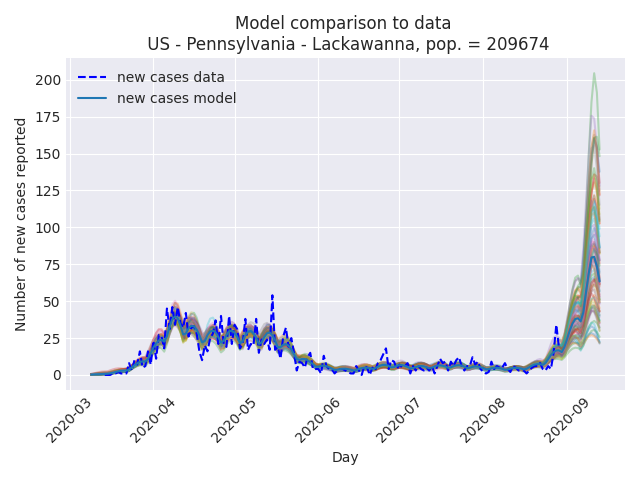 Model comparison to data
US - Pennsylvania - Lackawanna, pop. = 209674
new cases data
new cases model
Number of new cases reported
200
175
150
125
100
75
50
25
0
2020-03
2020-04
2020-05
2020-06
2020-07
2020-08
2020-09
Day